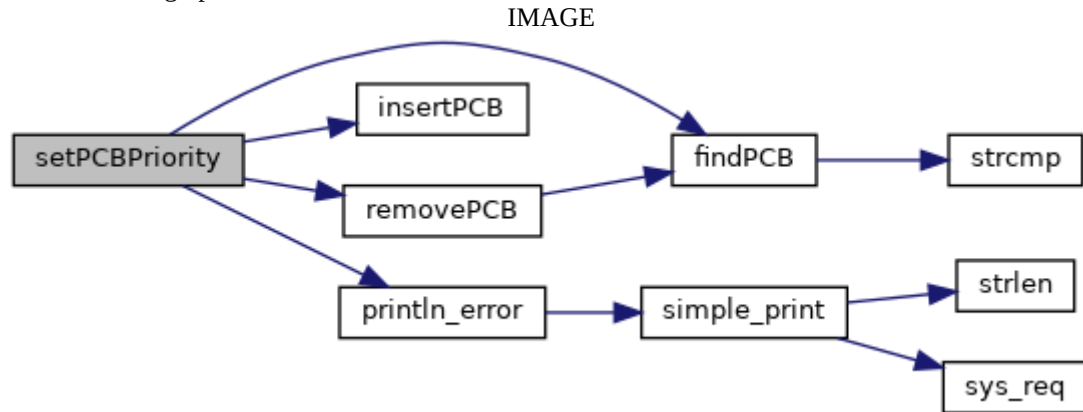 IMAGE
insertPCB
setPCBPriority
findPCB
strcmp
removePCB
strlen
println_error
simple_print
sys_req